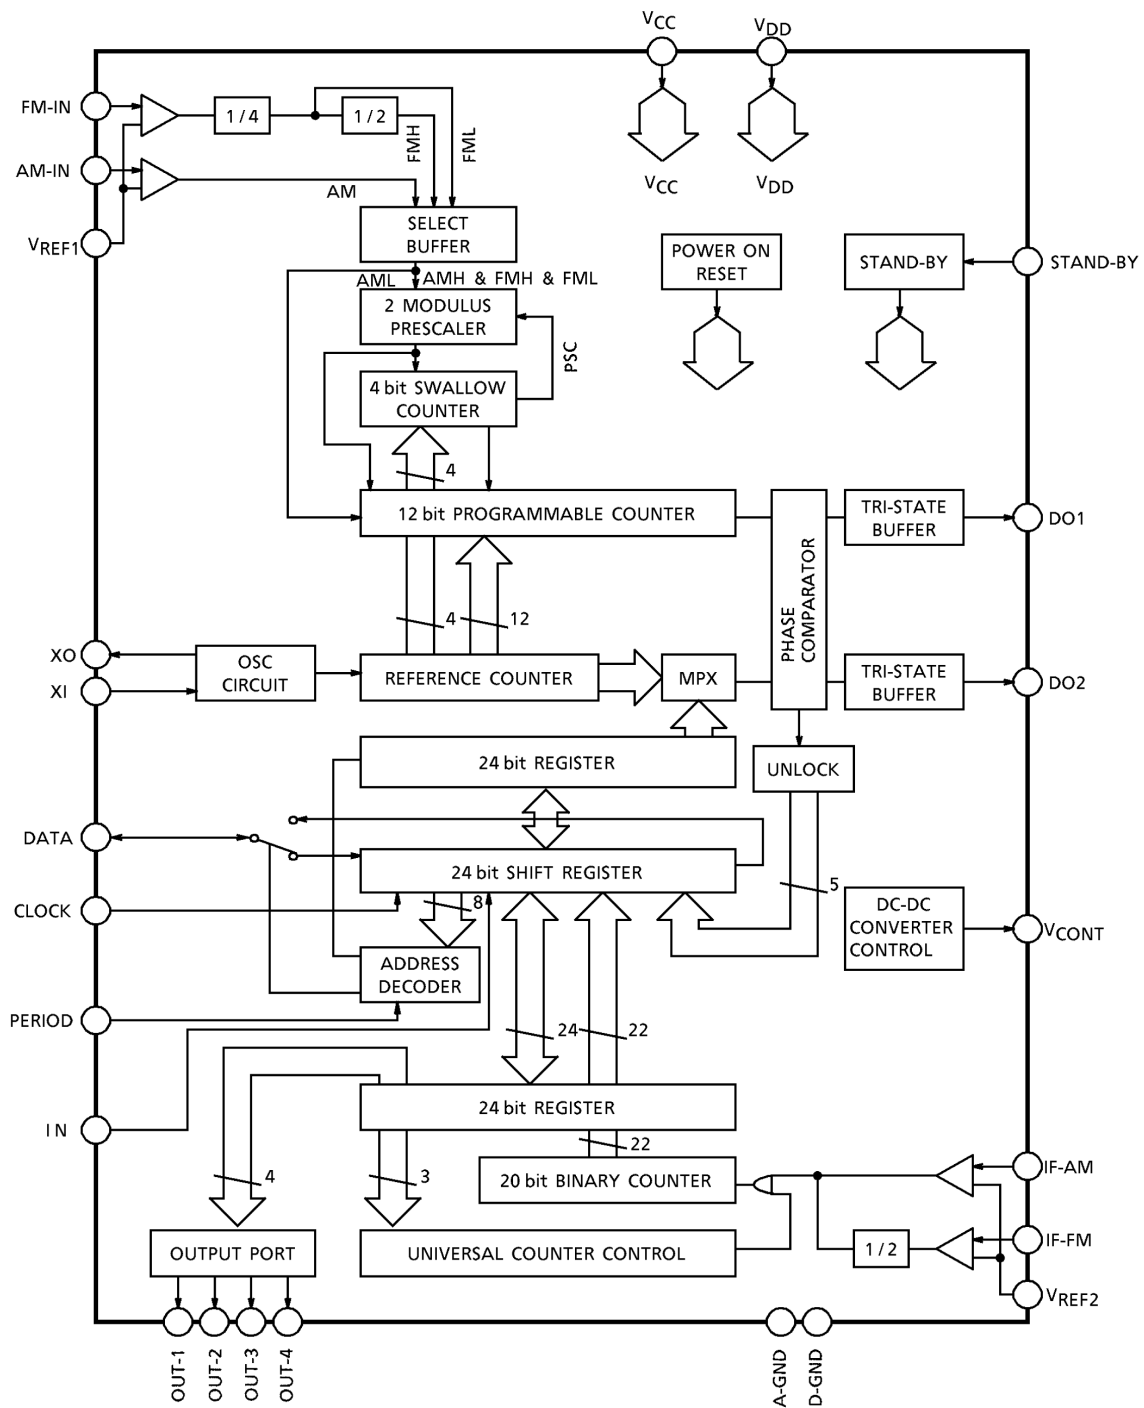 VCC
VDD
FM-IN
1 / 4
1 / 2
FMH
FML
VCC
VDD
AM-IN
AM
VREF1
SELECT
BUFFER
POWER ON
RESET
STAND-BY
STAND-BY
AML
AMH & FMH & FML
2 MODULUS
PRESCALER
PSC
4 bit SWALLOW
COUNTER
4
12 bit PROGRAMMABLE COUNTER
PHASE
COMPARATOR
TRI-STATE
BUFFER
DO1
4
12
XO
XI
OSC
CIRCUIT
REFERENCE COUNTER
MPX
TRI-STATE
BUFFER
DO2
24 bit REGISTER
UNLOCK
DATA
24 bit SHIFT REGISTER
5
CLOCK
8
DC-DC
CONVERTER
CONTROL
VCONT
ADDRESS
DECODER
PERIOD
24
22
24 bit REGISTER
IN
22
4
3
20 bit BINARY COUNTER
IF-AM
OUTPUT PORT
UNIVERSAL COUNTER CONTROL
1 / 2
IF-FM
VREF2
OUT-1
OUT-2
OUT-3
OUT-4
A-GND
D-GND